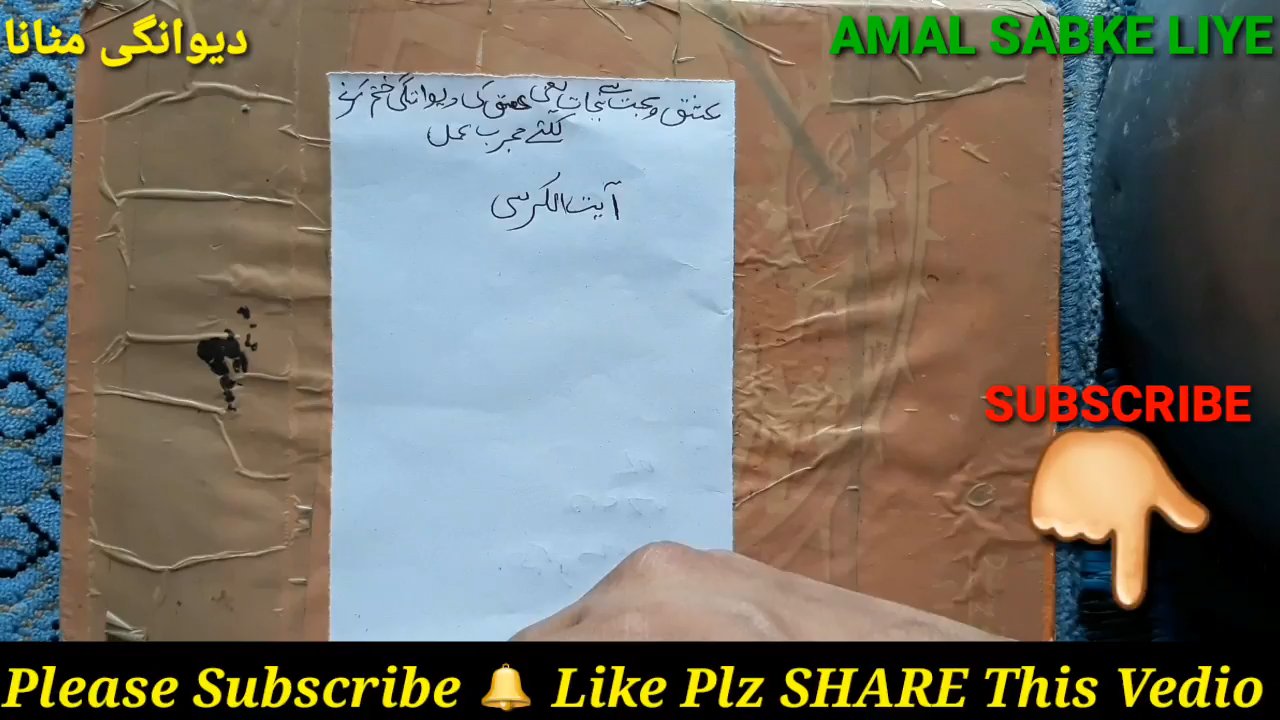 دیوانگی مٹانا
AMAL SABKE LIYE
عشق و محبت سے نجات یعنی عشق کی دیوانگی ختم کرنے
کیلئے مجرب عمل
آیت الکرسی
SUBSCRIBE
Please Subscribe 🔔 Like Plz SHARE This Vedio